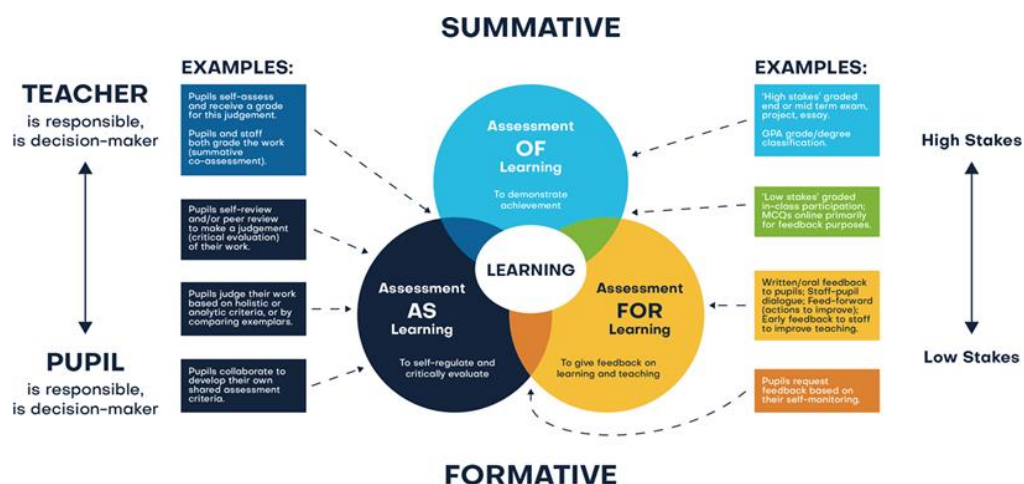 SUMMATIVE
TEACHER
is responsible,
is decision-maker
PUPIL
is responsible,
is decision-maker
EXAMPLES:
Pupils self-assess
and receive a grade
for this judgement.
Pupils and staff
both grade the work
(summative
co-assessment).
Pupils self-review
and/or peer review
to make a judgement
(critical evaluation)
of their work.
Pupils judge their work
based on holistic or
analytic criteria, or by
comparing exemplars.
Pupils collaborate to
develop their own
shared assessment
criteria.
Assessment
OF
Learning
To demonstrate
achievement
LEARNING
Assessment
AS
Learning
To self-regulate and
critically evaluate
Assessment
FOR
Learning
To give feedback on
learning and teaching
EXAMPLES:
'High stakes' graded
end or mid term exam,
project, essay.
GPA grade/degree
classification.
'Low stakes' graded
in-class participation;
MCQs online primarily
for feedback purposes.
Written/oral feedback
to pupils; Staff-pupil
dialogue; Feed-forward
(actions to improve);
Early feedback to staff
to improve teaching.
Pupils request
feedback based on
their self-monitoring.
High Stakes
Low Stakes
FORMATIVE